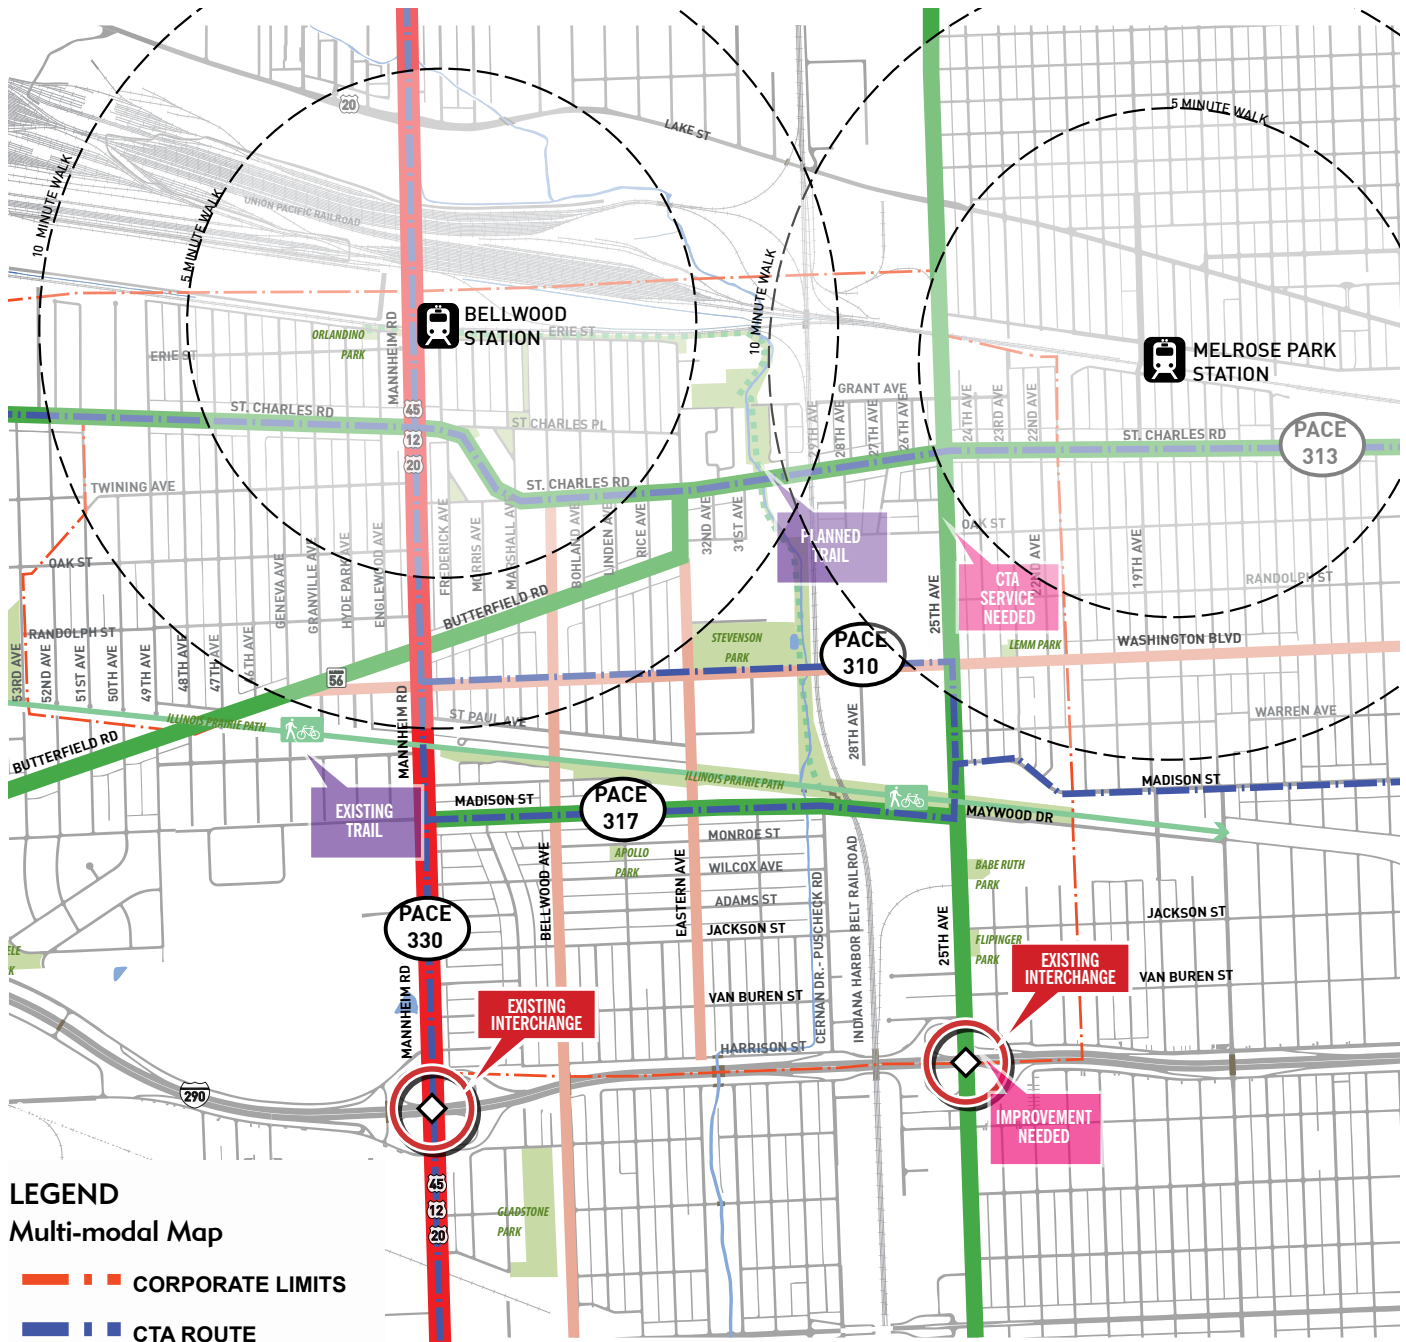 20
LAKE ST
5 MINUTE WALK
10 MINUTE WALK
5 MINUTE WALK
UNION PACIFIC RAILROAD
10 MINUTE WALK
BELLWOOD
STATION
ORLANDINO
PARK
MANNHEIM RD
ERIE ST
ERIE ST
MELROSE PARK
STATION
GRANT AVE
ST. CHARLES RD
45
12
20
ST CHARLES PL
29TH AVE
28TH AVE
27TH AVE
26TH AVE
24TH AVE
23RD AVE
22ND AVE
ST. CHARLES RD
PACE
313
TWINING AVE
ST. CHARLES RD
FREDERICK AVE
MORRIS AVE
MARSHALL AVE
BOHLAND AVE
LINDEN AVE
RICE AVE
32ND AVE
31ST AVE
PLANNED
TRAIL
OAK ST
22ND AVE
19TH AVE
OAK ST
GENEVA AVE
GRANVILLE AVE
HYDE PARK AVE
ENGLEWOOD AVE
BUTTERFIELD RD
25TH AVE
CTA
SERVICE
NEEDED
RANDOLPH ST
RANDOLPH ST
53RD AVE
52ND AVE
51ST AVE
50TH AVE
49TH AVE
48TH AVE
47TH AVE
46TH AVE
56
STEVENSON
PARK
PACE
310
LEMM PARK
WASHINGTON BLVD
MANNHEIM RD
ST PAUL AVE
28TH AVE
WARREN AVE
ILLINOIS PRAIRIE PATH
BUTTERFIELD RD
ILLINOIS PRAIRIE PATH
MADISON ST
EXISTING
TRAIL
MADISON ST
PACE
317
MAYWOOD DR
MONROE ST
APOLLO
PARK
WILCOX AVE
BABE RUTH
PARK
ADAMS ST
JACKSON ST
JACKSON ST
BELLWOOD AVE
EASTERN AVE
CERNAN DR.- PUSCHECK RD
INDIANA HARBOR BELT RAILROAD
25TH AVE
PACE
330
FLIPINGER
PARK
EXISTING
INTERCHANGE
VAN BUREN ST
ELE
K
MANNHEIM RD
EXISTING
INTERCHANGE
VAN BUREN ST
HARRISON ST
290
IMPROVEMENT
NEEDED
45
12
20
GLADSTONE
PARK
LEGEND
Multi-modal Map
CORPORATE LIMITS
CTA ROUTE